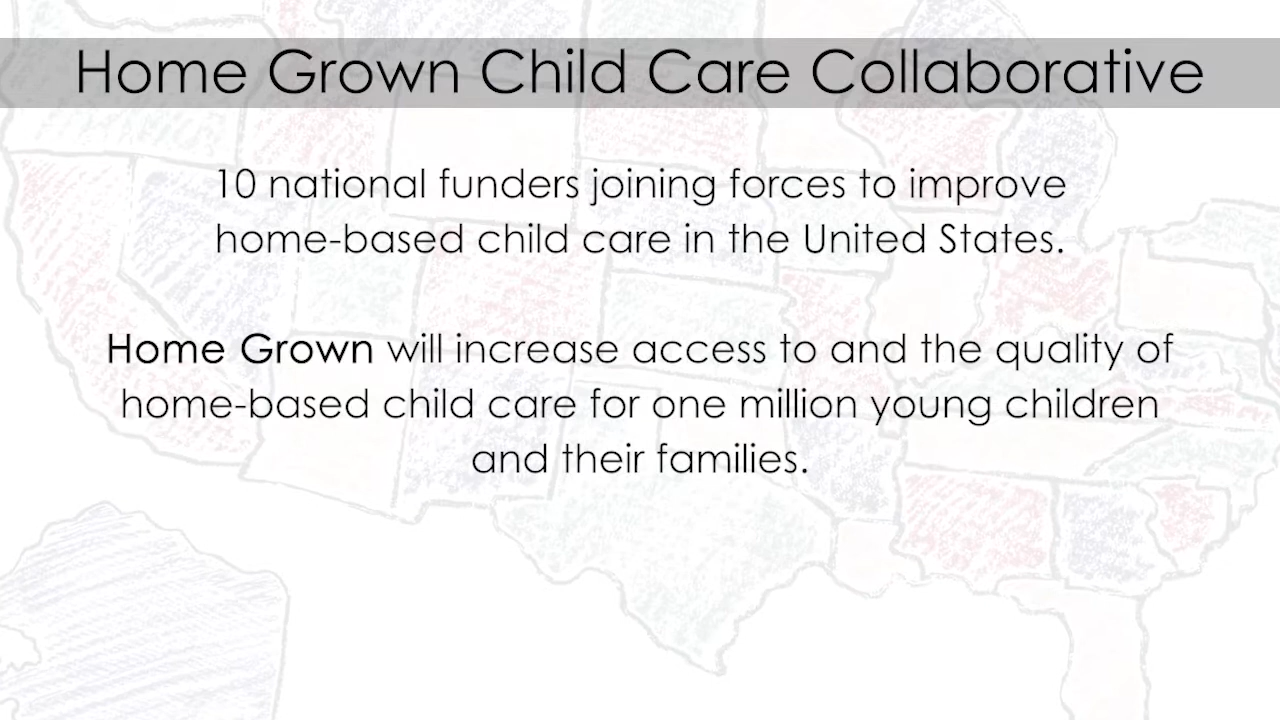 Home Grown Child Care Collaborative
10 national funders joining forces to improve
home-based child care in the United States.
Home Grown will increase access to and the quality of
home-based child care for one million young children
and their families.